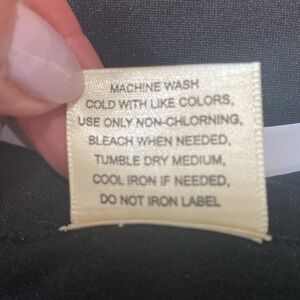 MACHINE WASH
COLD WITH LIKE COLORS,
USE ONLY NON-CHLORNING,
BLEACH WHEN NEEDED,
TUMBLE DRY MEDIUM,
COOL IRON IF NEEDED,
DO NOT IRON LABEL